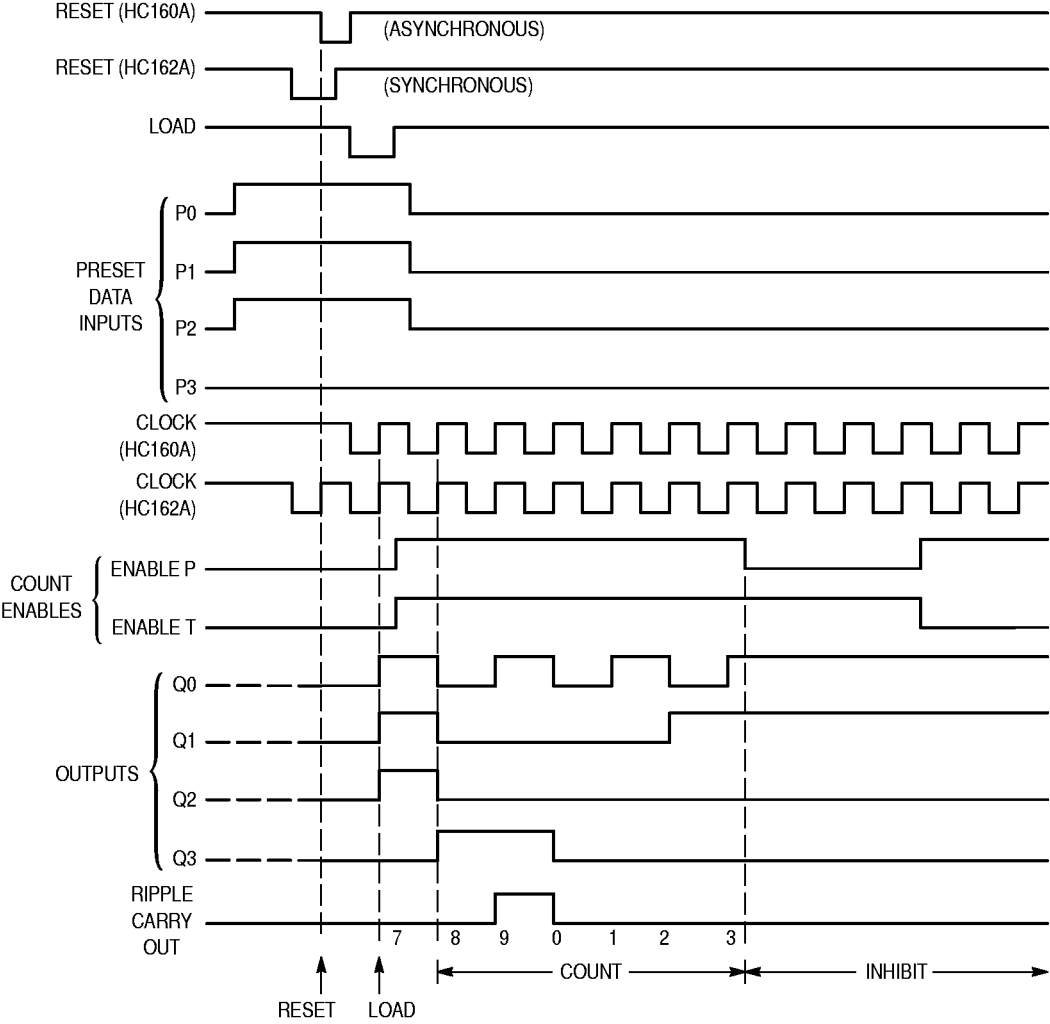 RESET (HC160A)
(ASYNCHRONOUS)
RESET (HC162A)
(SYNCHRONOUS)
LOAD
PRESET
DATA
INPUTS
P0
P1
P2
P3
CLOCK
(HC160A)
CLOCK
(HC162A)
COUNT
ENABLES
ENABLE P
ENABLE T
OUTPUTS
Q0
Q1
Q2
Q3
RIPPLE
CARRY
OUT
7 8 9 0 1 2 3
COUNT INHIBIT
RESET LOAD